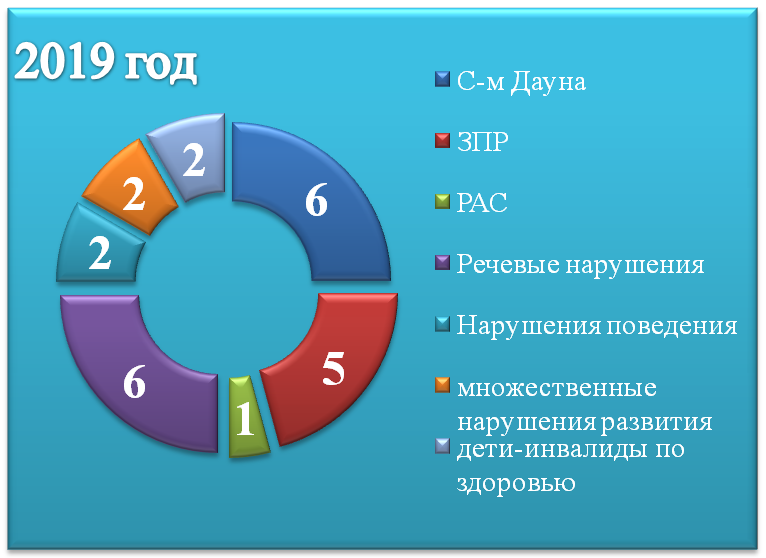 2019 год
6
5
1
6
2
2
2
С-м Дауна
ЗПР
РАС
Речевые нарушения
Нарушения поведения
множественные
нарушения развития
дети-инвалиды по
здоровью